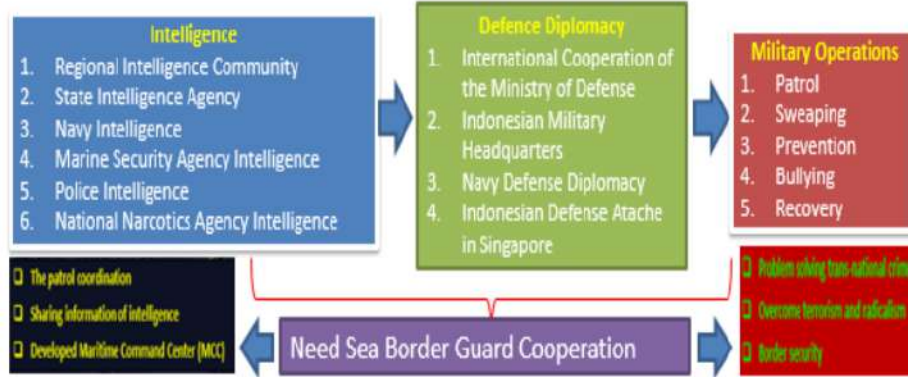 Intelligence
1. Regional Intelligence Community
2. State Intelligence Agency
3. Navy Intelligence
4. Marine Security Agency Intelligence
5. Police Intelligence
6. National Narcotics Agency Intelligence
Defence Diplomacy
1. International Cooperation of
the Ministry of Defense
2. Indonesian Military
Headquarters
3. Navy Defense Diplomacy
4. Indonesian Defense Atache
in Singapore
Military Operations
1. Patrol
2. Sweaping
3. Prevention
4. Bullying
5. Recovery
❑ The patrol coordination
❑ Sharing information of intelligence
❑ Developed Maritime Command Center (MCC)
Need Sea Border Guard Cooperation
❑ Problem solving trans-national crime
❑ Overcome terrorism and radicalism
❑ Border security